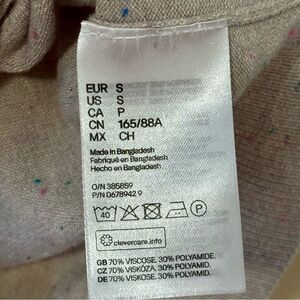 EUR S
US S
CA P
CN 165/88A
MX CH
Made in Bangladesh
Fabriqué en Bangladesh
Hecho en Bangladesh
O/N 385859
P/N 0678942 9
40 P
clevercare.info
GB 70% VISCOSE. 30% POLYAMIDE.
CZ 70% VISKÓZA. 30% POLYAMID.
DE 70% VISKOSE. 30% POLYAMID.